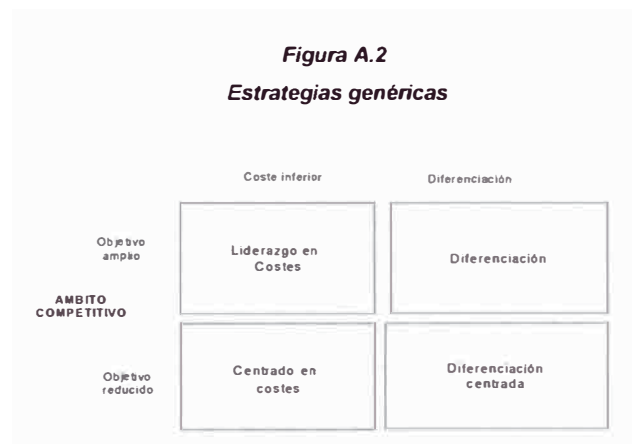 Figura A.2
Estrategias genéricas
Coste inferior
Diferenciación
Objetivo
amplio
Liderazgo en
Costes
Diferenciación
AMBITO
COMPETITIVO
Objetivo
reducido
Centrado en
costes
Diferenciación
centrada